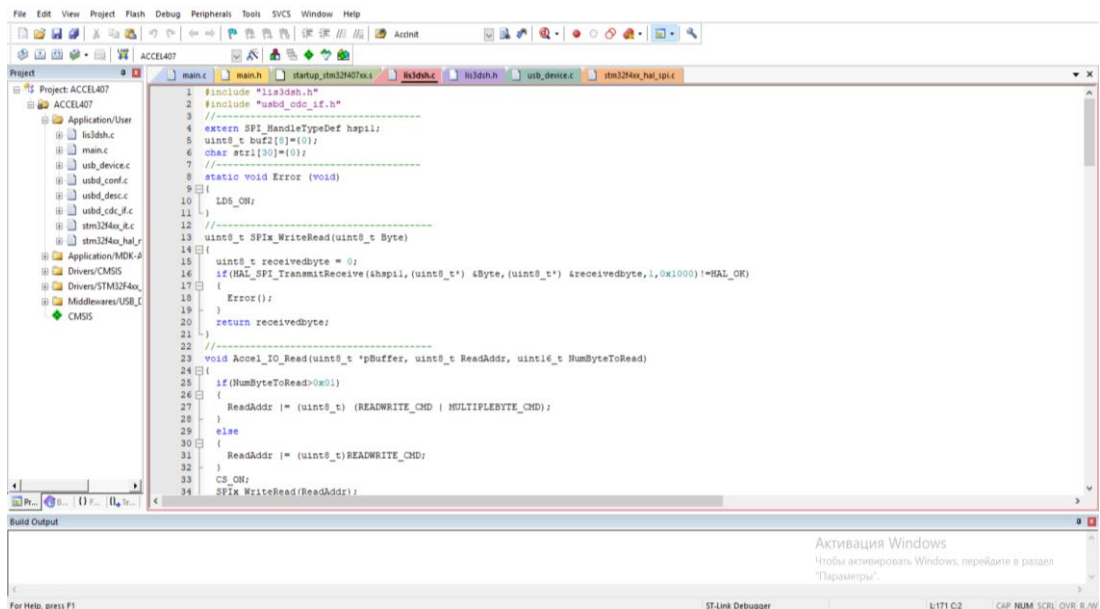 File Edit View Project Flash Debug Peripherals Tools SVCS Window Help
AccInit
ACCEL407
Project
main.c main.h startup_stm32f407xx.s lis3dsh.c lis3dsh.h usb_device.c stm32f4xx_hal_spi.c
Project: ACCEL407
ACCEL407
Application/User
lis3dsh.c
main.c
usb_device.c
usbd_conf.c
usbd_desc.c
usbd_cdc_if.c
stm32f4xx_it.c
stm32f4xx_hal_r
Application/MDK-A
Drivers/CMSIS
Drivers/STM32F4xx_
Middlewares/USB_D
CMSIS
Pr... B... {} F... 0→ Te...
1 #include "lis3dsh.h"
2 #include "usbd_cdc_if.h"
3 //-----------------------------------
4 extern SPI_HandleTypeDef hspi1;
5 uint8_t buf2[8]={0};
6 char str1[30]={0};
7 //-----------------------------------
8 static void Error (void)
9 {
10 LD5_ON;
11 }
12 //-------------------------------------
13 uint8_t SPIx_WriteRead(uint8_t Byte)
14 {
15 uint8_t receivedbyte = 0;
16 if(HAL_SPI_TransmitReceive(&hspi1,(uint8_t*) &Byte,(uint8_t*) &receivedbyte,1,0x1000)!=HAL_OK)
17 {
18 Error();
19 }
20 return receivedbyte;
21 }
22 //-------------------------------------
23 void Accel_IO_Read(uint8_t *pBuffer, uint8_t ReadAddr, uint16_t NumByteToRead)
24 {
25 if(NumByteToRead>0x01)
26 {
27 ReadAddr |= (uint8_t) (READWRITE_CMD | MULTIPLEBYTE_CMD);
28 }
29 else
30 {
31 ReadAddr |= (uint8_t)READWRITE_CMD;
32 }
33 CS_ON;
34 SPIx_WriteRead(ReadAddr);
Build Output
Активация Windows
Чтобы активировать Windows, перейдите в раздел
"Параметры".
For Help, press F1 ST-Link Debugger L:171 C:2 CAP NUM SCRL OVR R/W